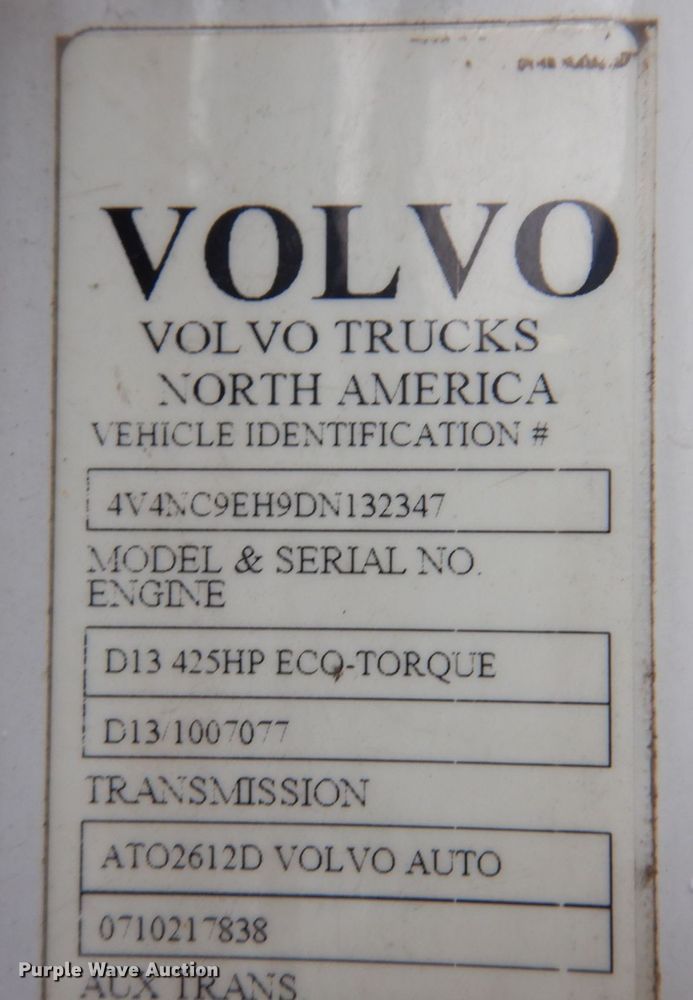 VOLVO
VOLVO TRUCKS
NORTH AMERICA
VEHICLE IDENTIFICATION #
4V4NC9EH9DN132347
MODEL & SERIAL NO.
ENGINE
D13 425HP ECO-TORQUE
D13/1007077
TRANSMISSION
ATO2612D VOLVO AUTO
0710217838
AUX TRANS
Purple Wave Auction